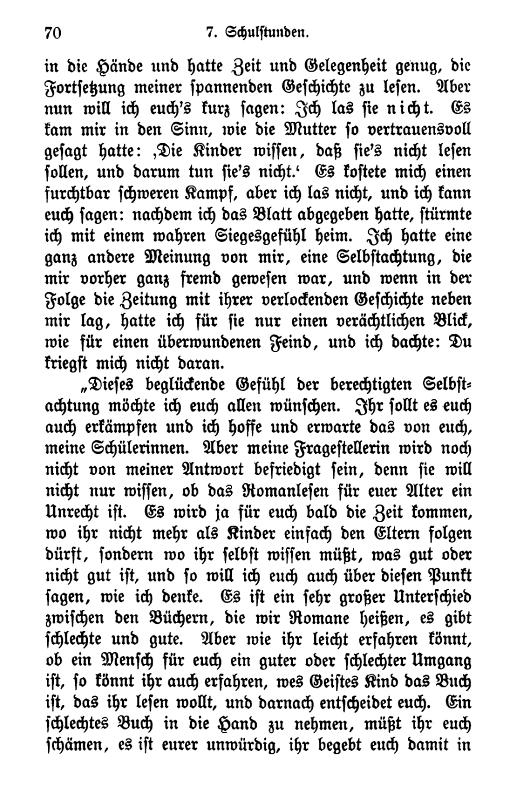 70 7. Schulstunden.
in die Hände und hatte Zeit und Gelegenheit genug, die
Fortsetzung meiner spannenden Geschichte zu lesen. Aber
nun will ich euch's kurz sagen: Ich las sie nicht. Es
kam mir in den Sinn, wie die Mutter so vertrauensvoll
gesagt hatte: ‚Die Kinder wissen, daß sie's nicht lesen
sollen, und darum tun sie's nicht.‘ Es kostete mich einen
furchtbar schweren Kampf, aber ich las nicht, und ich kann
euch sagen: nachdem ich das Blatt abgegeben hatte, stürmte
ich mit einem wahren Siegesgefühl heim. Ich hatte eine
ganz andere Meinung von mir, eine Selbstachtung, die
mir vorher ganz fremd gewesen war, und wenn in der
Folge die Zeitung mit ihrer verlockenden Geschichte neben
mir lag, hatte ich für sie nur einen verächtlichen Blick,
wie für einen überwundenen Feind, und ich dachte: Du
kriegst mich nicht daran.
„Dieses beglückende Gefühl der berechtigten Selbst-
achtung möchte ich euch allen wünschen. Ihr sollt es euch
auch erkämpfen und ich hoffe und erwarte das von euch,
meine Schülerinnen. Aber meine Fragestellerin wird noch
nicht von meiner Antwort befriedigt sein, denn sie will
nicht nur wissen, ob das Romanlesen für euer Alter ein
Unrecht ist. Es wird ja für euch bald die Zeit kommen,
wo ihr nicht mehr als Kinder einfach den Eltern folgen
dürft, sondern wo ihr selbst wissen müßt, was gut oder
nicht gut ist, und so will ich euch auch über diesen Punkt
sagen, wie ich denke. Es ist ein sehr großer Unterschied
zwischen den Büchern, die wir Romane heißen, es gibt
schlechte und gute. Aber wie ihr leicht erfahren könnt,
ob ein Mensch für euch ein guter oder schlechter Umgang
ist, so könnt ihr auch erfahren, wes Geistes Kind das Buch
ist, das ihr lesen wollt, und darnach entscheidet euch. Ein
schlechtes Buch in die Hand zu nehmen, müßt ihr euch
schämen, es ist eurer unwürdig, ihr begebt euch damit in